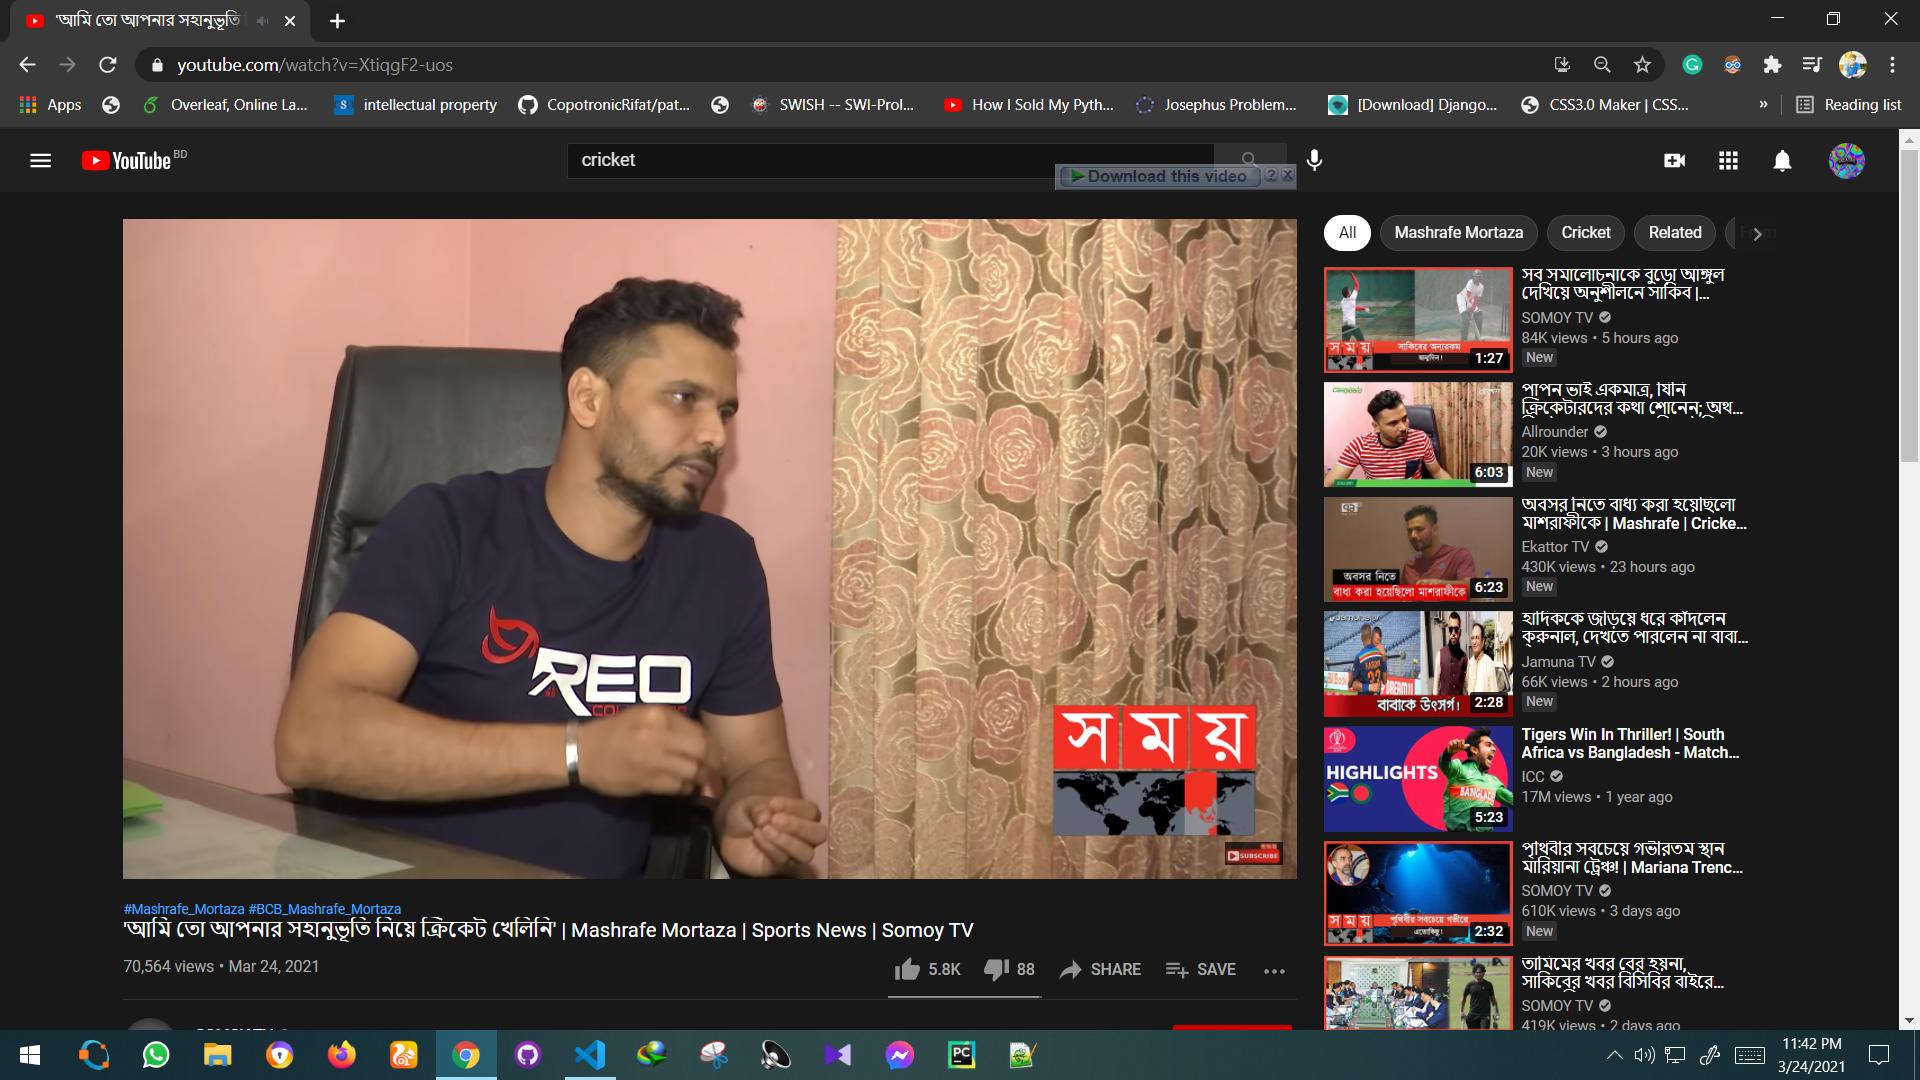 'আমি তো আপনার সহানুভূতি
youtube.com/watch?v=XtiqgF2-uos
Apps
Overleaf, Online La...
intellectual property
CopotronicRifat/pat...
SWISH -- SWI-Prol...
How I Sold My Pyth...
Josephus Problem...
[Download] Django...
CSS3.0 Maker | CSS...
»
Reading list
YouTube BD
cricket
Download this video
REO
স ম য়
SUBSCRIBE
#Mashrafe_Mortaza #BCB_Mashrafe_Mortaza
'আমি তো আপনার সহানুভূতি নিয়ে ক্রিকেট খেলিনি' | Mashrafe Mortaza | Sports News | Somoy TV
70,564 views • Mar 24, 2021
5.8K
88
SHARE
SAVE
All
Mashrafe Mortaza
Cricket
Related
সব সমালোচনাকে বুড়ো আঙ্গুল
দেখিয়ে অনুশীলনে সাকিব |...
SOMOY TV
84K views • 5 hours ago
New
স ম য়
সাকিবের অন্যরকম
1:27
পাপন ভাই একমাত্র, যিনি
ক্রিকেটারদের কথা শোনেন; অথ...
Allrounder
20K views • 3 hours ago
New
6:03
অবসর নিতে বাধ্য করা হয়েছিলো
মাশরাফীকে | Mashrafe | Cricke...
Ekattor TV
430K views • 23 hours ago
New
অবসর নিতে
বাধ্য করা হয়েছিলো মাশরাফীকে
6:23
হার্দিককে জড়িয়ে ধরে কাঁদলেন
ক্রুনাল, দেখতে পারলেন না বাবা...
Jamuna TV
66K views • 2 hours ago
New
বাবাকে উৎসর্গ!
2:28
Tigers Win In Thriller! | South
Africa vs Bangladesh - Match...
ICC
17M views • 1 year ago
HIGHLIGHTS
5:23
পৃথিবীর সবচেয়ে গভীরতম স্থান
মারিয়ানা ট্রেঞ্চ! | Mariana Trenc...
SOMOY TV
610K views • 3 days ago
New
স ম য়
পৃথিবীর সবচেয়ে গভীরে
2:32
তামিমের খবর বের হয়না,
সাকিবের খবর বিসিবির বাইরে...
SOMOY TV
419K views • 2 days ago
11:42 PM
3/24/2021